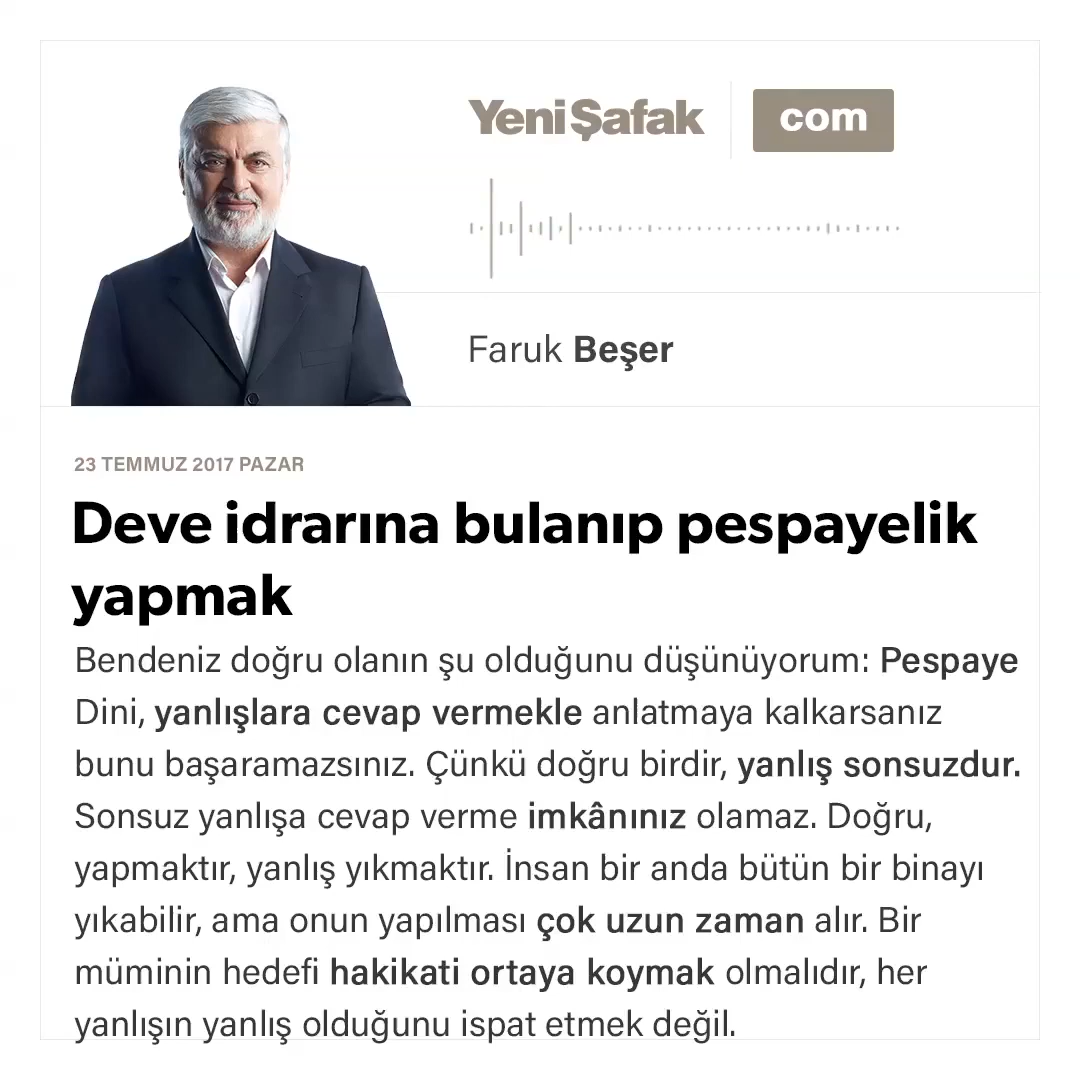 YeniŞafak com
Faruk Beşer
23 TEMMUZ 2017 PAZAR
Deve idrarına bulanıp pespayelik
yapmak
Bendeniz doğru olanın şu olduğunu düşünüyorum: Pespaye
Dini, yanlışlara cevap vermekle anlatmaya kalkarsanız
bunu başaramazsınız. Çünkü doğru birdir, yanlış sonsuzdur.
Sonsuz yanlışa cevap verme imkânınız olamaz. Doğru,
yapmaktır, yanlış yıkmaktır. İnsan bir anda bütün bir binayı
yıkabilir, ama onun yapılması çok uzun zaman alır. Bir
müminin hedefi hakikati ortaya koymak olmalıdır, her
yanlışın yanlış olduğunu ispat etmek değil.